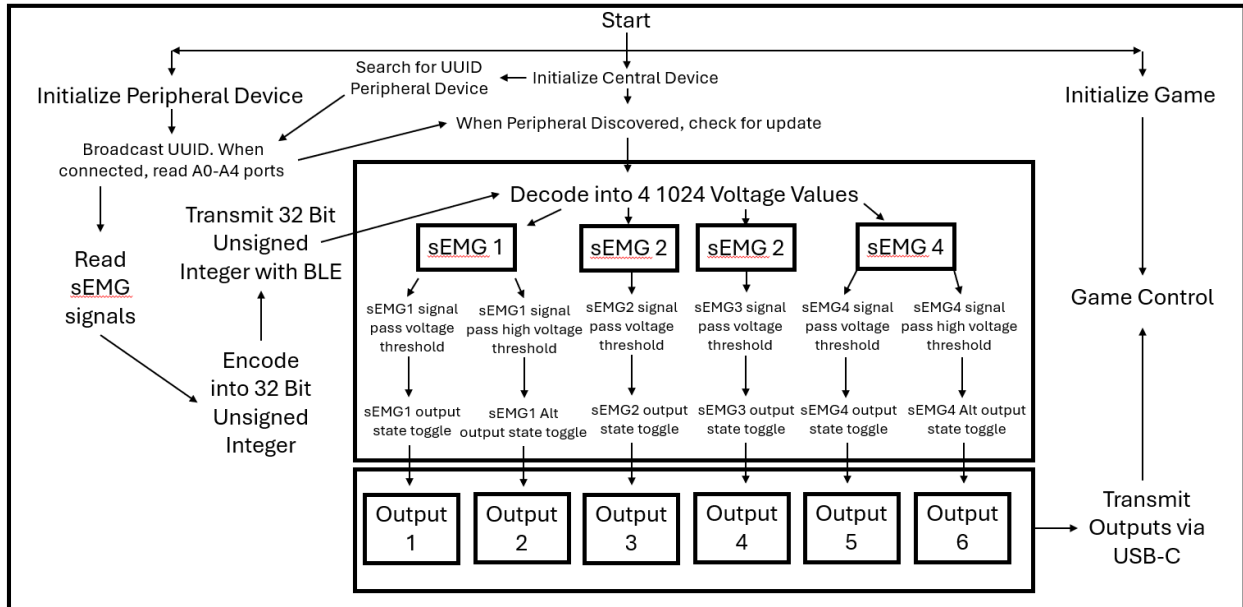 Start
Search for UUID
Peripheral Device
Initialize Central Device
Initialize Peripheral Device
Initialize Game
When Peripheral Discovered, check for update
Broadcast UUID. When
connected, read A0-A4 ports
Decode into 4 1024 Voltage Values
Transmit 32 Bit
Unsigned
Integer with BLE
sEMG 1
sEMG 2
sEMG 2
sEMG 4
Read
sEMG
signals
Game Control
sEMG1 signal
pass voltage
threshold
sEMG1 signal
pass high voltage
threshold
sEMG2 signal
pass voltage
threshold
sEMG3 signal
pass voltage
threshold
sEMG4 signal
pass voltage
threshold
sEMG4 signal
pass high voltage
threshold
Encode
into 32 Bit
Unsigned
Integer
sEMG1 output
state toggle
sEMG1 Alt
output state toggle
sEMG2 output
state toggle
sEMG3 output
state toggle
sEMG4 output
state toggle
sEMG4 Alt output
state toggle
Output
1
Output
2
Output
3
Output
4
Output
5
Output
6
Transmit
Outputs via
USB-C